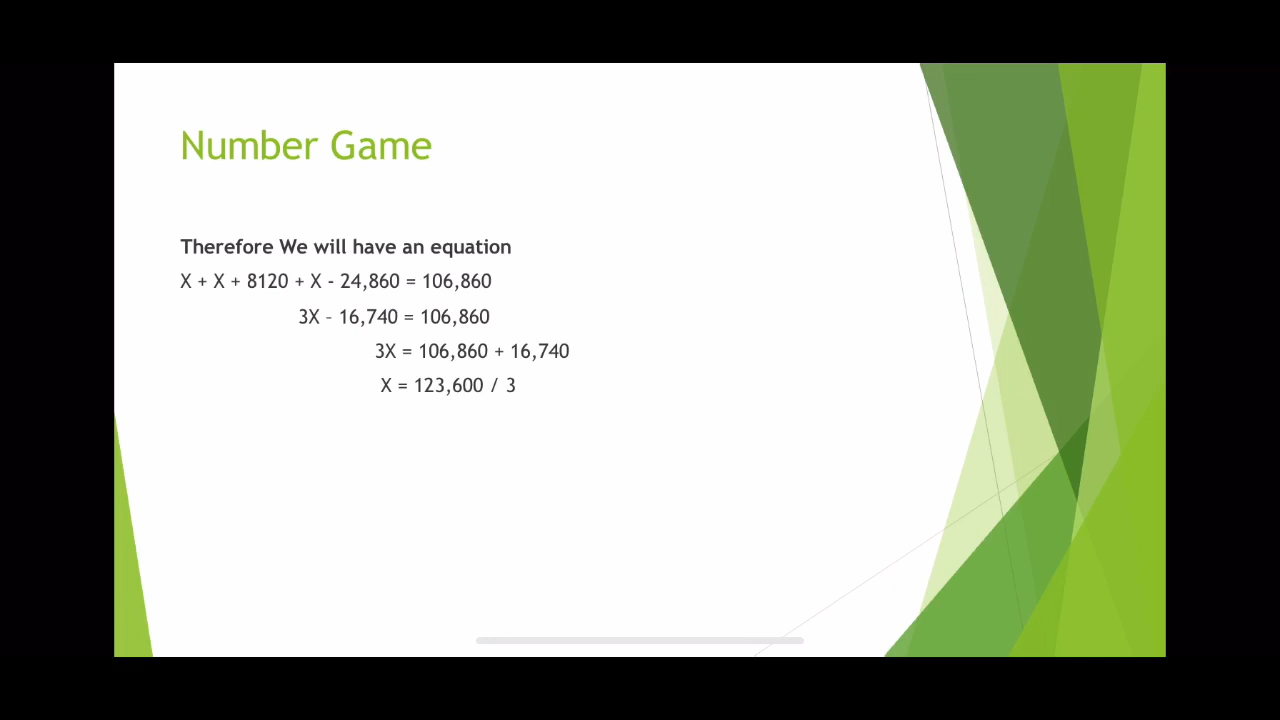 Number Game
Therefore We will have an equation
X + X + 8120 + X - 24,860 = 106,860
3X – 16,740 = 106,860
3X = 106,860 + 16,740
X = 123,600 / 3